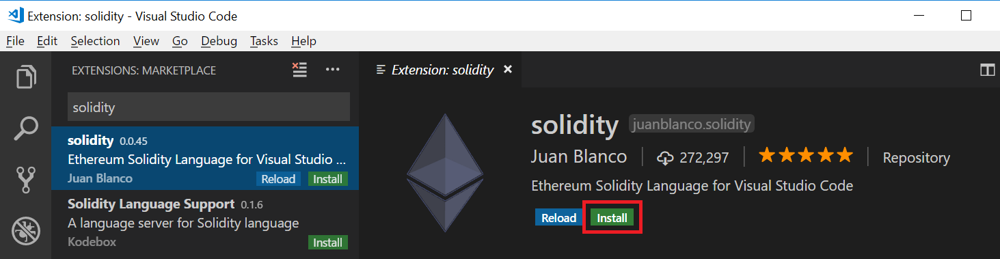 Extension: solidity - Visual Studio Code
File Edit Selection View Go Debug Tasks Help
EXTENSIONS: MARKETPLACE
solidity
solidity 0.0.45
Ethereum Solidity Language for Visual Studio ...
Juan Blanco Reload Install
Solidity Language Support 0.1.6
A language server for Solidity language
Kodebox Install
Extension: solidity
solidity juanblanco.solidity
Juan Blanco 272,297 Repository
Ethereum Solidity Language for Visual Studio Code
Reload Install